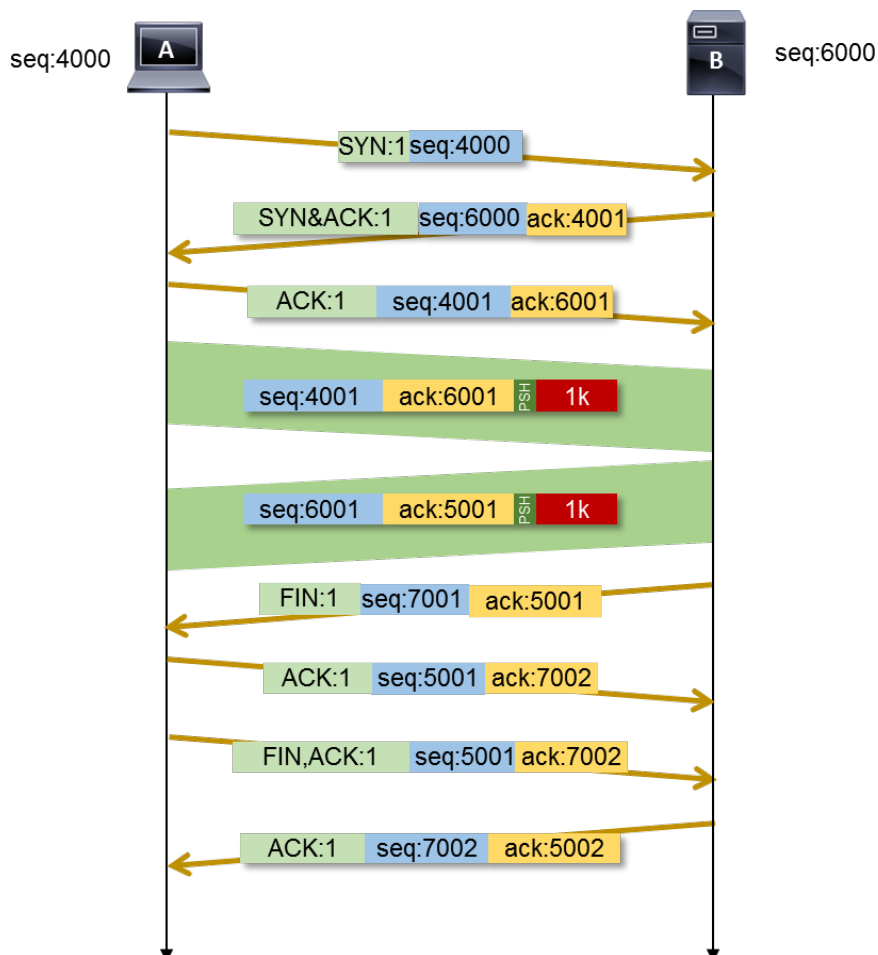 seq:4000 A B seq:6000
SYN:1 seq:4000
SYN&ACK:1 seq:6000 ack:4001
ACK:1 seq:4001 ack:6001
seq:4001 ack:6001 PSH 1k
seq:6001 ack:5001 PSH 1k
FIN:1 seq:7001 ack:5001
ACK:1 seq:5001 ack:7002
FIN,ACK:1 seq:5001 ack:7002
ACK:1 seq:7002 ack:5002